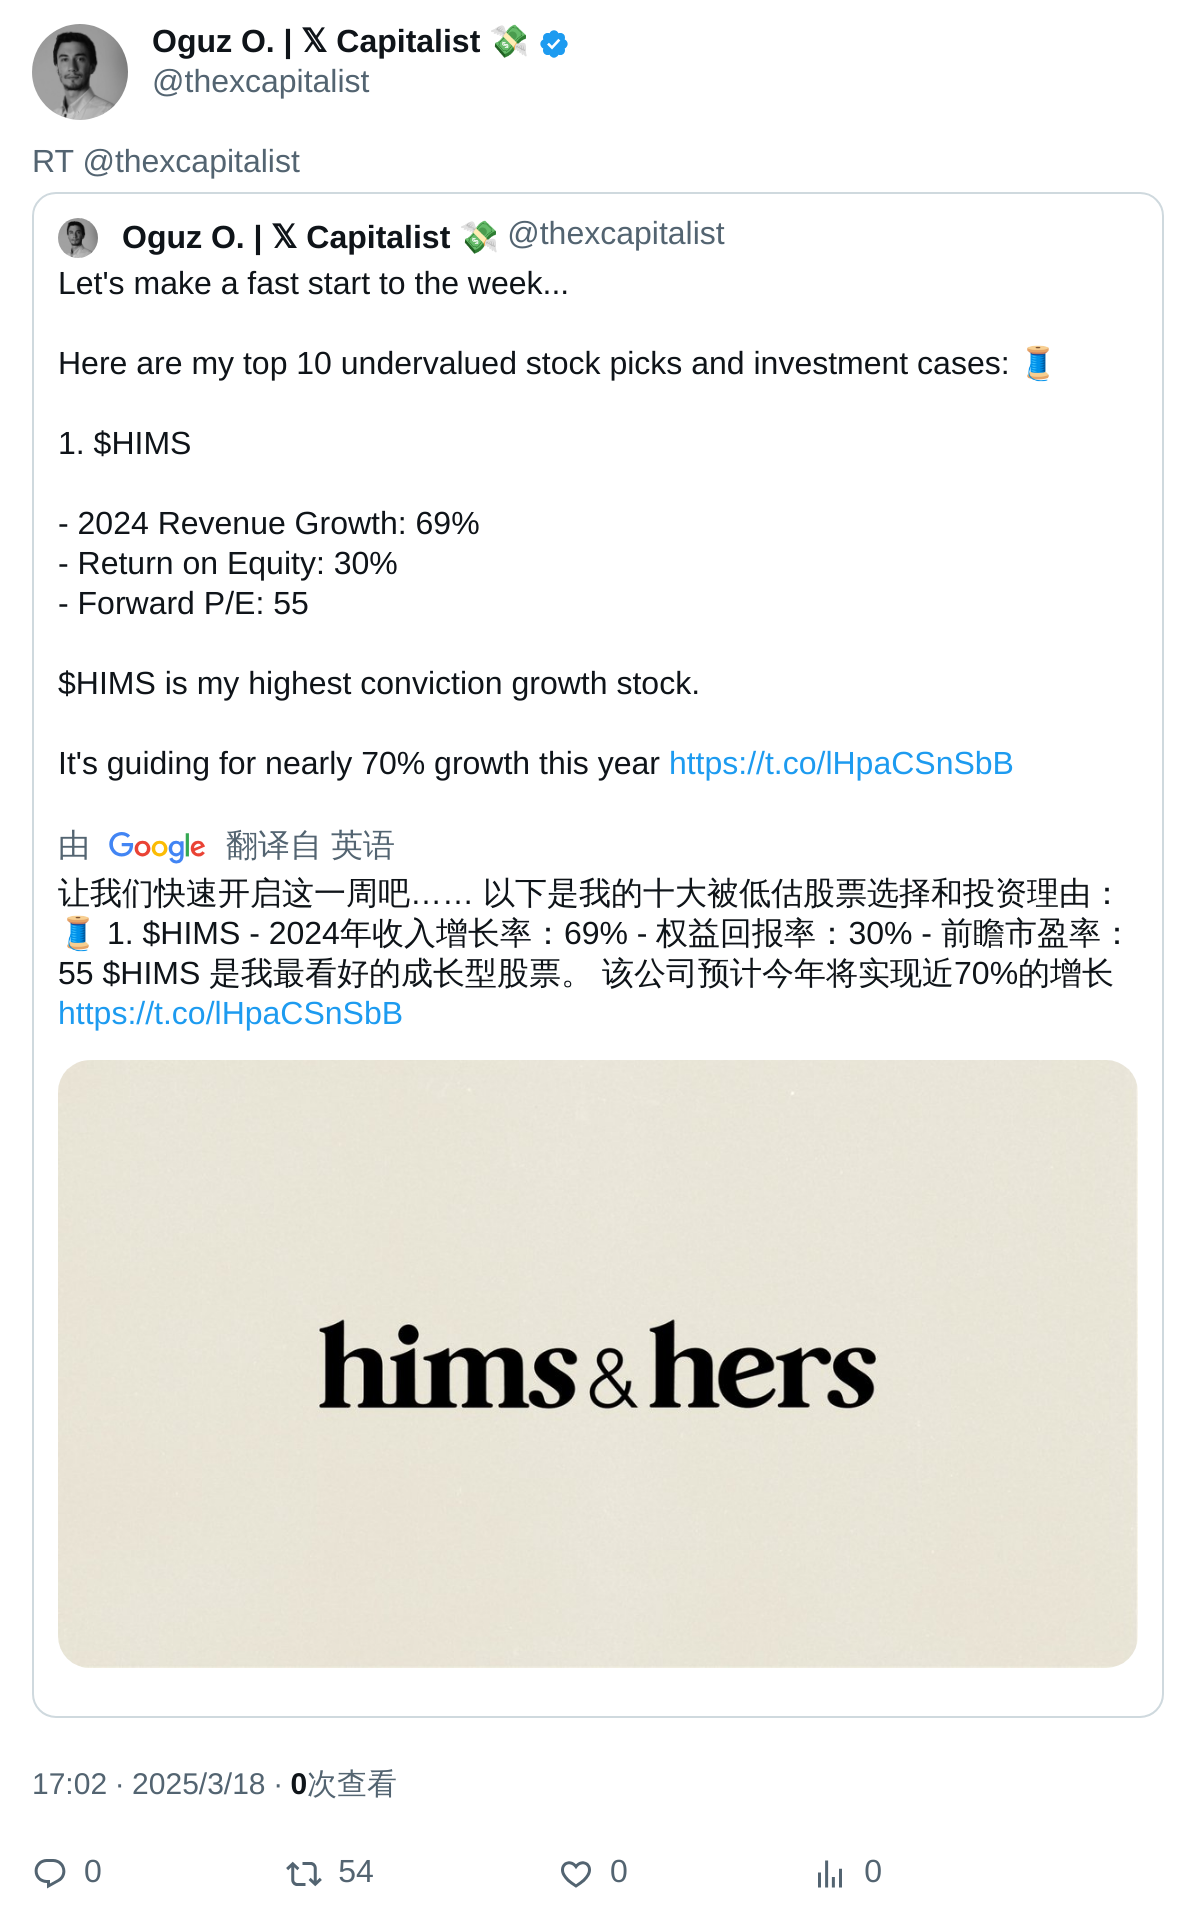 Oguz O. | 𝕏 Capitalist 💸
@thexcapitalist
RT @thexcapitalist
Oguz O. | 𝕏 Capitalist 💸 @thexcapitalist
Let's make a fast start to the week...
Here are my top 10 undervalued stock picks and investment cases: 🧵
1. $HIMS
- 2024 Revenue Growth: 69%
- Return on Equity: 30%
- Forward P/E: 55
$HIMS is my highest conviction growth stock.
It's guiding for nearly 70% growth this year https://t.co/lHpaCSnSbB
由 Google 翻译自 英语
让我们快速开启这一周吧…… 以下是我的十大被低估股票选择和投资理由：
🧵 1. $HIMS - 2024年收入增长率：69% - 权益回报率：30% - 前瞻市盈率：
55 $HIMS 是我最看好的成长型股票。 该公司预计今年将实现近70%的增长
https://t.co/lHpaCSnSbB
hims & hers
17:02 · 2025/3/18 · 0次查看
0 54 0 0